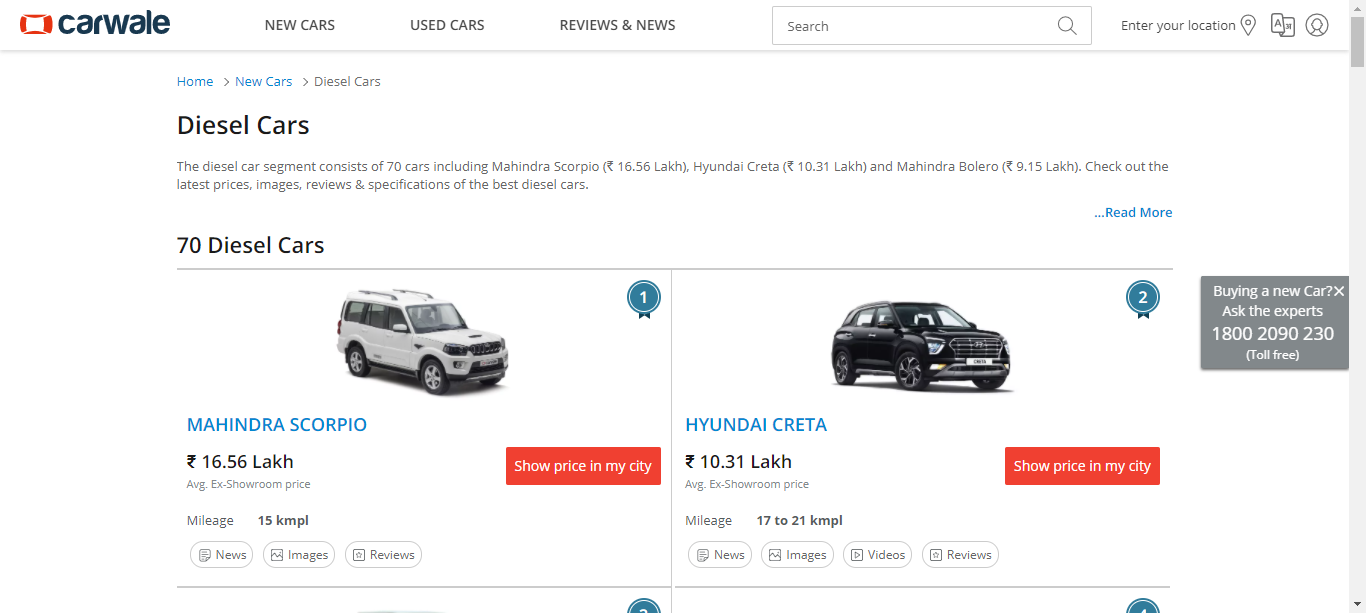 carwale NEW CARS USED CARS REVIEWS & NEWS Search Enter your location
Home > New Cars > Diesel Cars
Diesel Cars
The diesel car segment consists of 70 cars including Mahindra Scorpio (₹ 16.56 Lakh), Hyundai Creta (₹ 10.31 Lakh) and Mahindra Bolero (₹ 9.15 Lakh). Check out the
latest prices, images, reviews & specifications of the best diesel cars.
...Read More
70 Diesel Cars
1
MAHINDRA SCORPIO
₹ 16.56 Lakh
Show price in my city
Avg. Ex-Showroom price
Mileage 15 kmpl
News Images Reviews
2
CRETA
HYUNDAI CRETA
₹ 10.31 Lakh
Show price in my city
Avg. Ex-Showroom price
Mileage 17 to 21 kmpl
News Images Videos Reviews
Buying a new Car?
Ask the experts
1800 2090 230
(Toll free)